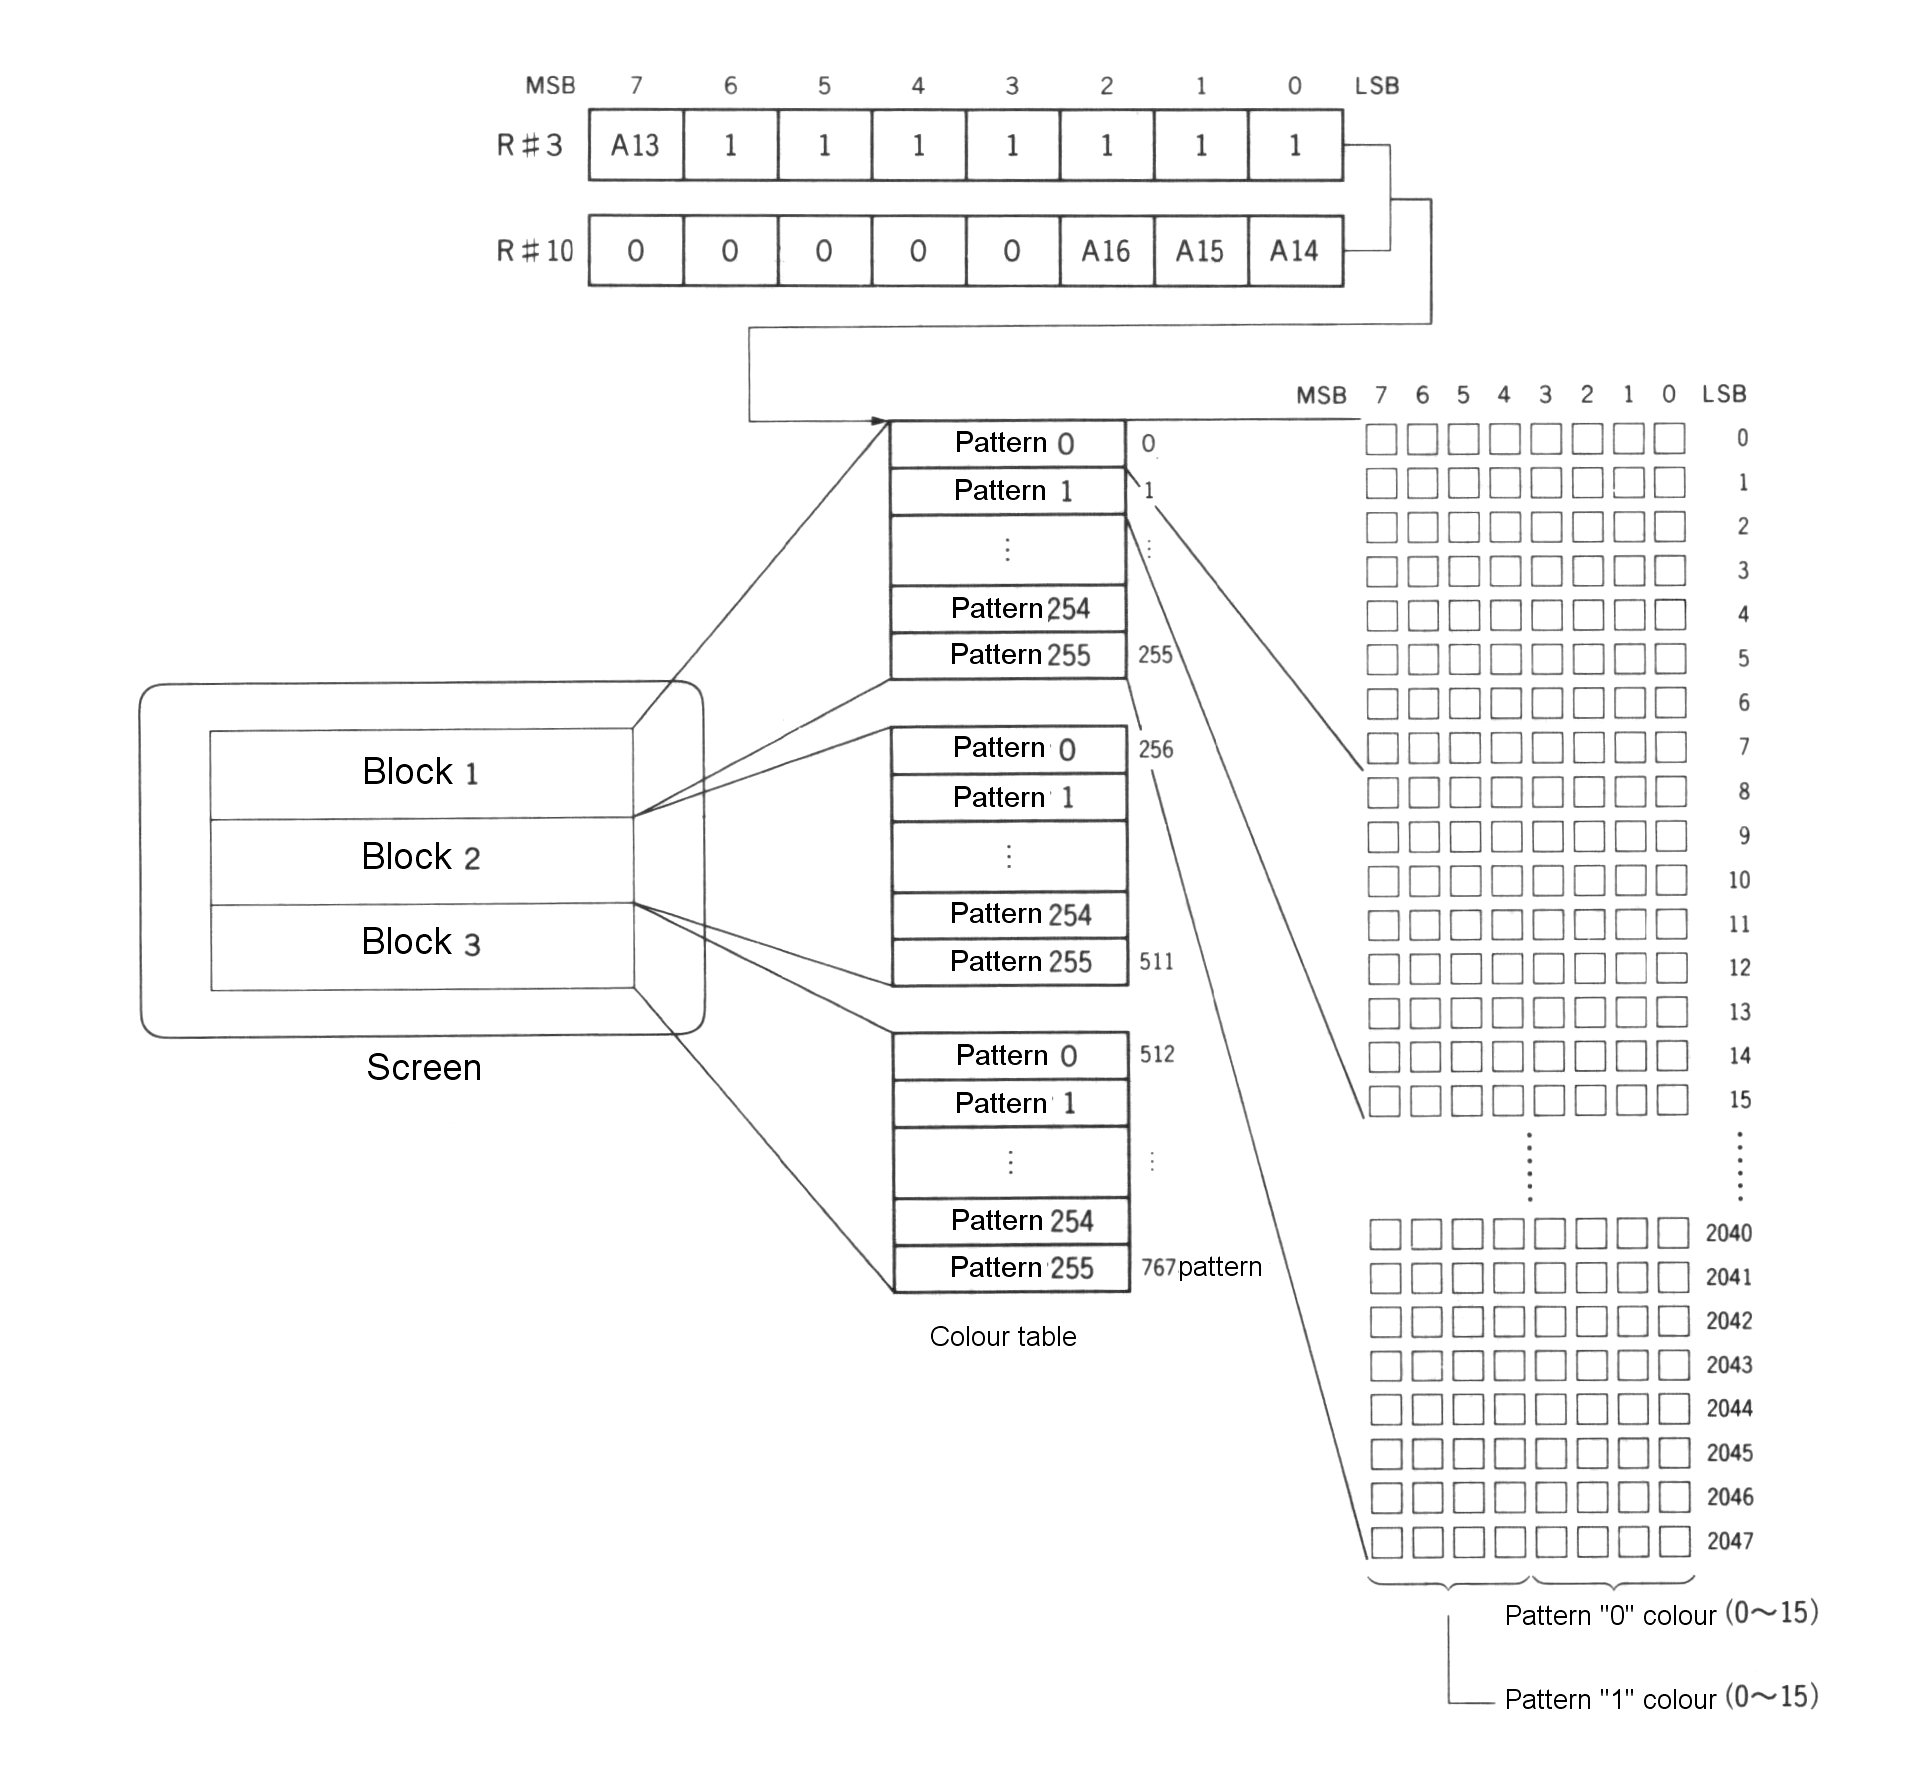 MSB 7 6 5 4 3 2 1 0 LSB
R#3 A13 1 1 1 1 1 1 1
R#10 0 0 0 0 0 A16 A15 A14
MSB 7 6 5 4 3 2 1 0 LSB
Block 1
Block 2
Block 3
Screen
Pattern 0 0
Pattern 1 1
⋮ ⋮
Pattern 254
Pattern 255 255
Pattern 0 256
Pattern 1
⋮
Pattern 254
Pattern 255 511
Pattern 0 512
Pattern 1
⋮ ⋮
Pattern 254
Pattern 255 767 pattern
Colour table
0
1
2
3
4
5
6
7
8
9
10
11
12
13
14
15
2040
2041
2042
2043
2044
2045
2046
2047
Pattern "0" colour (0～15)
Pattern "1" colour (0～15)